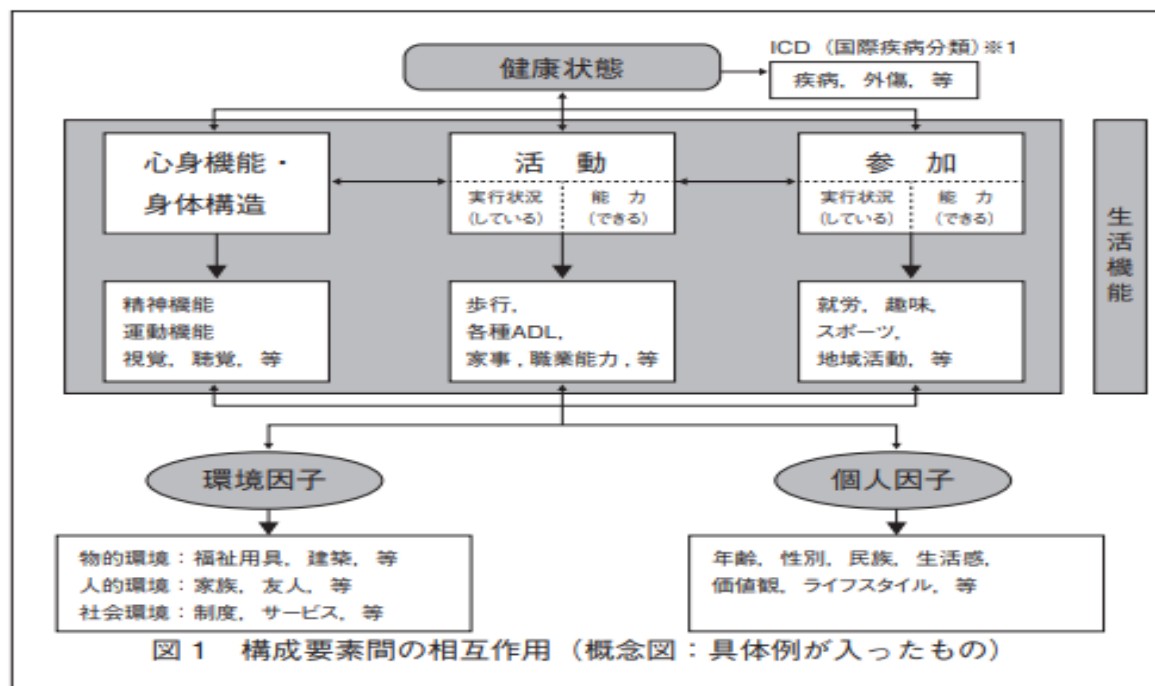 健康状態
ICD（国際疾病分類）※1
疾病，外傷，等
心身機能・
身体構造
活　動
実行状況
（している）
能　力
（できる）
参　加
実行状況
（している）
能　力
（できる）
生活機能
精神機能
運動機能
視覚，聴覚，等
歩行，
各種ADL，
家事，職業能力，等
就労，趣味，
スポーツ，
地域活動，等
環境因子
個人因子
物的環境：福祉用具，建築，等
人的環境：家族，友人，等
社会環境：制度，サービス，等
年齢，性別，民族，生活感，
価値観，ライフスタイル，等
図1　構成要素間の相互作用（概念図：具体例が入ったもの）